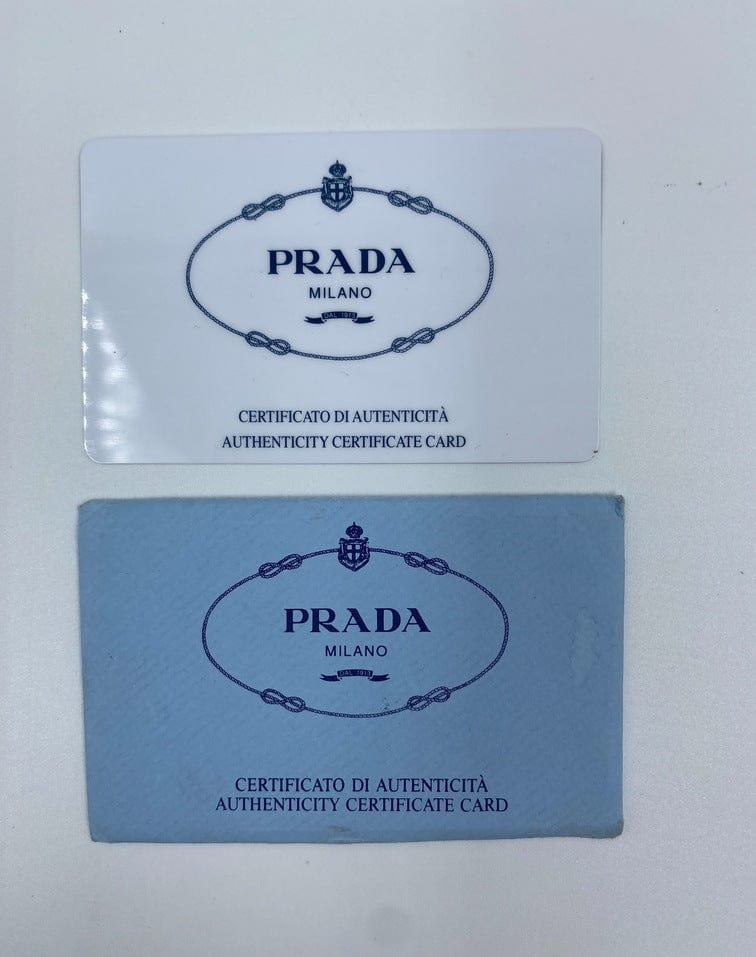 PRADA
MILANO
DAL 1913
CERTIFICATO DI AUTENTICITÀ
AUTHENTICITY CERTIFICATE CARD
PRADA
MILANO
DAL 1913
CERTIFICATO DI AUTENTICITÀ
AUTHENTICITY CERTIFICATE CARD